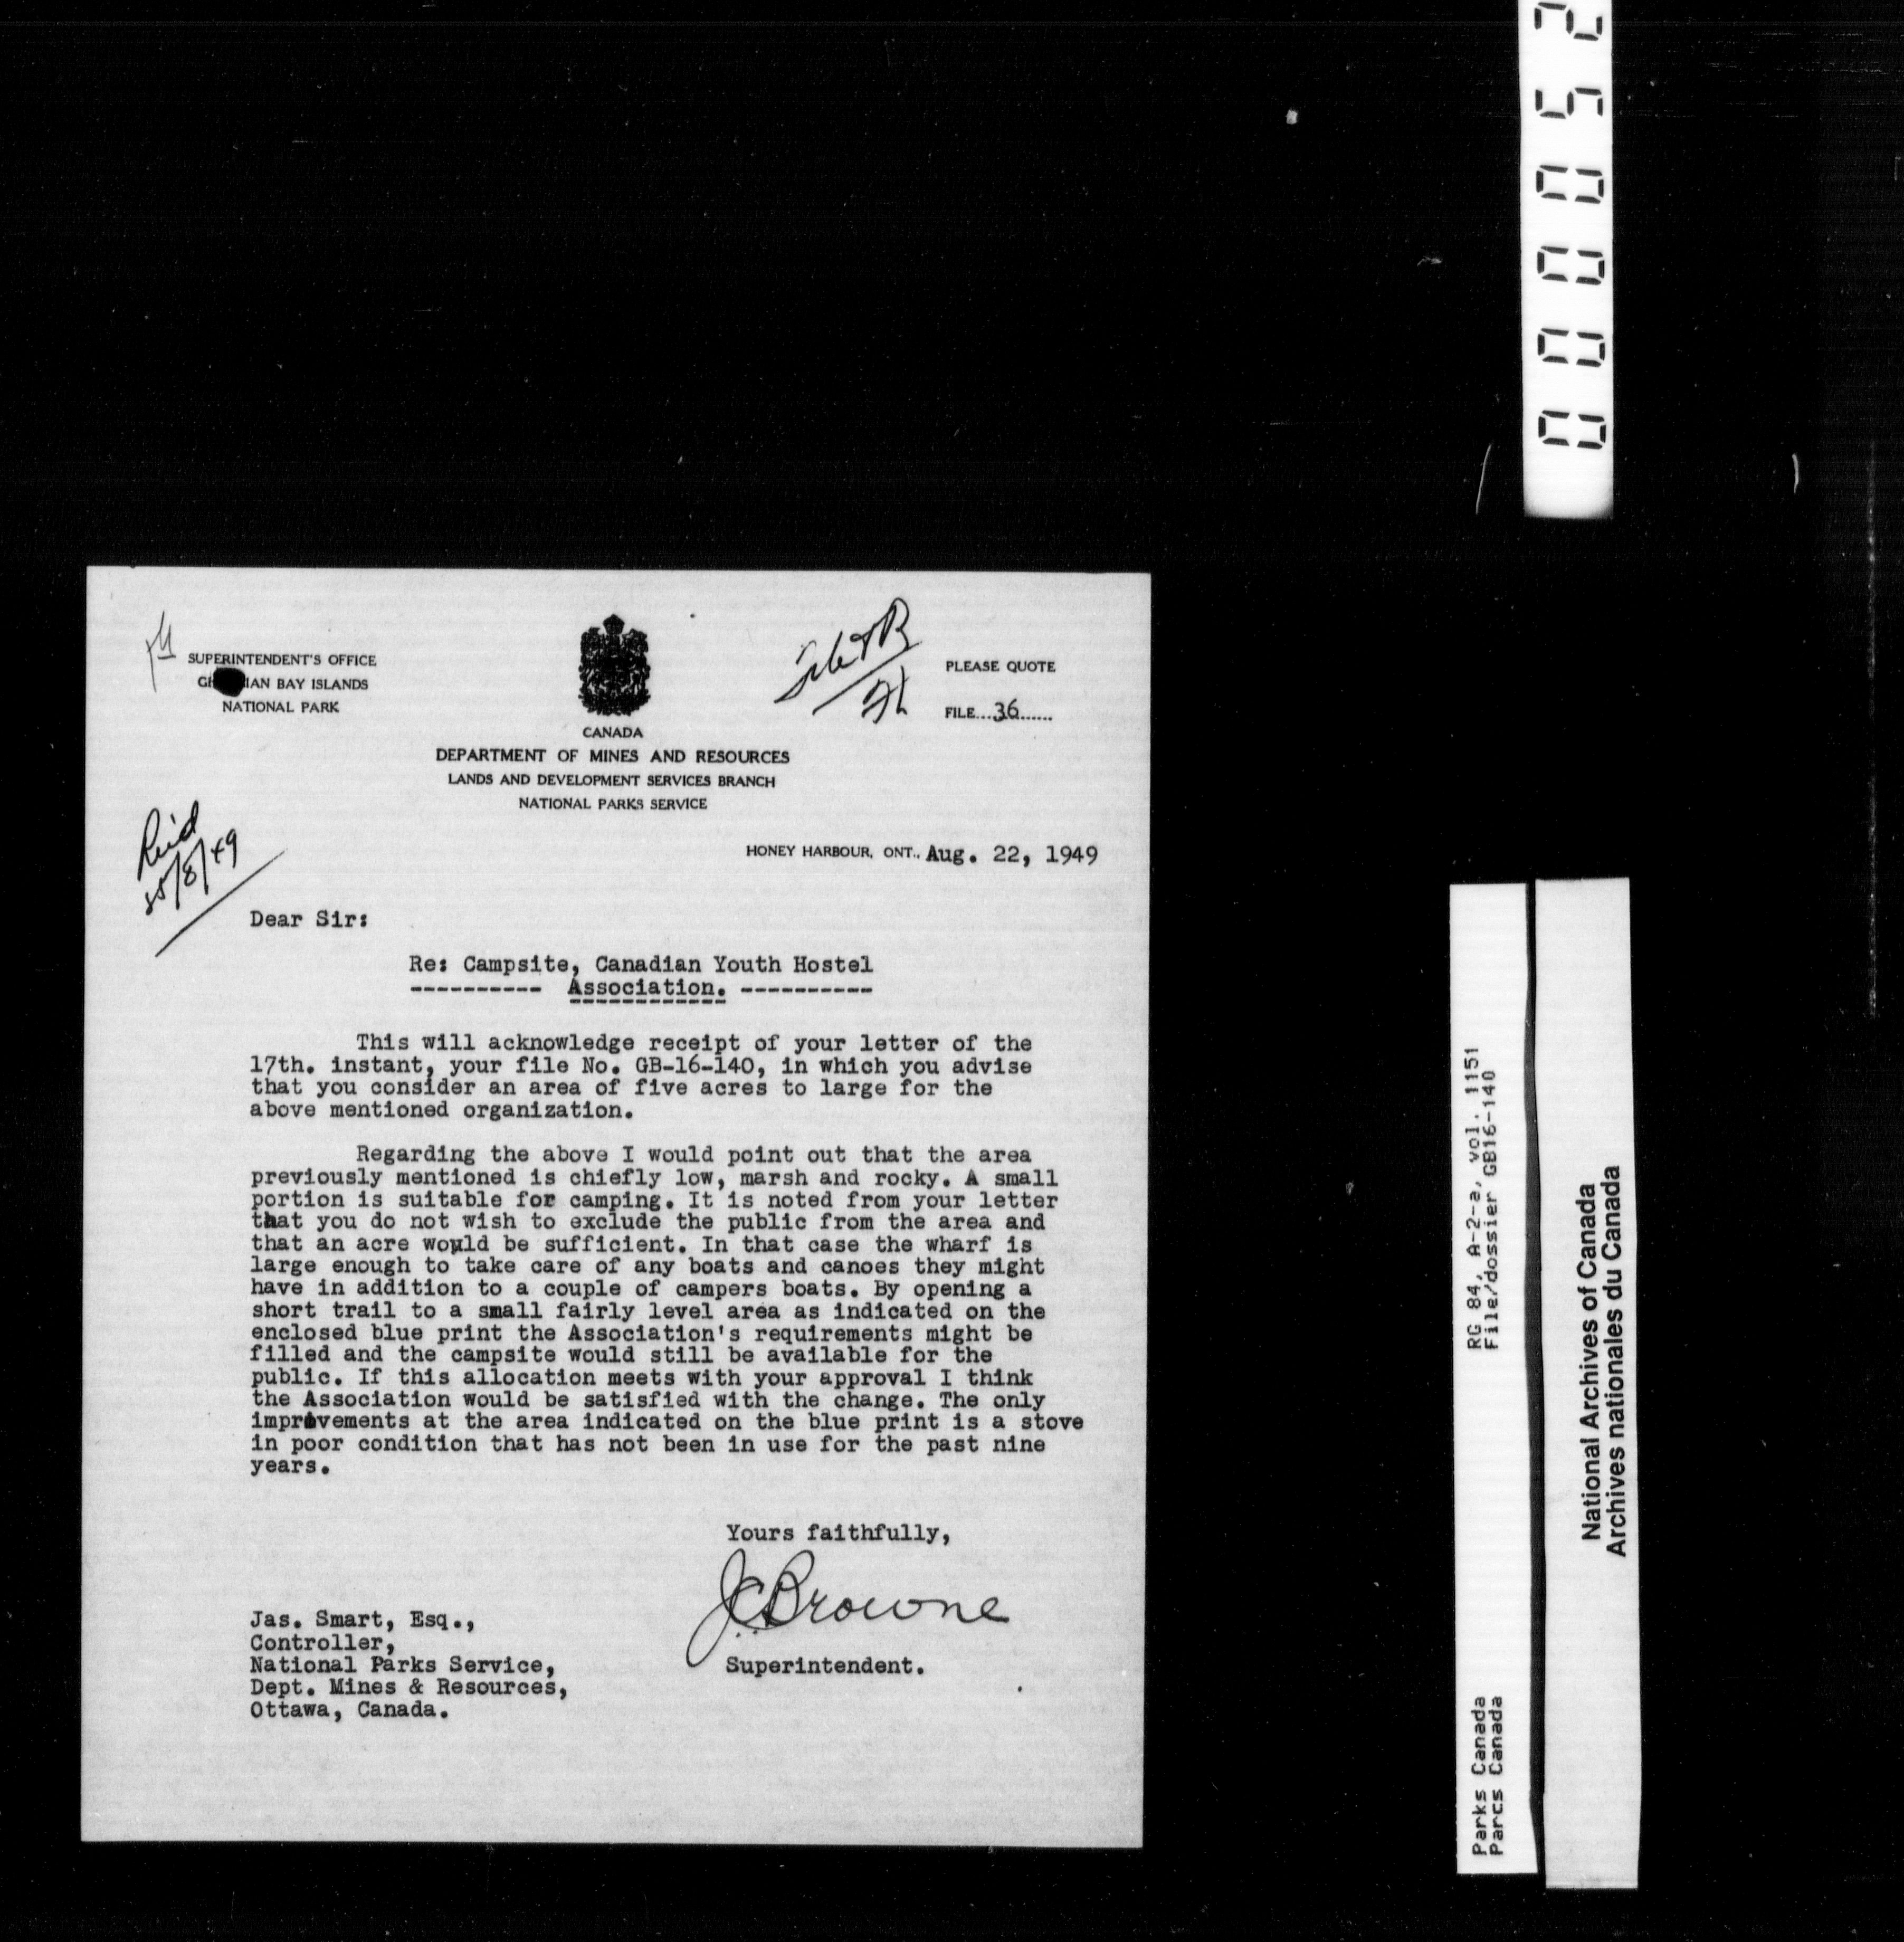 SUPERINTENDENT'S OFFICE
IAN BAY ISLANDS
NATIONAL PARK
PLEASE QUOTE
FILE...36......
CANADA
DEPARTMENT OF MINES AND RESOURCES
LANDS AND DEVELOPMENT SERVICES BRANCH
NATIONAL PARKS SERVICE
HONEY HARBOUR, ONT., Aug. 22, 1949
Dear Sir:
Re: Campsite, Canadian Youth Hostel
---------- Association. ----------
This will acknowledge receipt of your letter of the
17th. instant, your file No. GB-16-140, in which you advise
that you consider an area of five acres to large for the
above mentioned organization.
Regarding the above I would point out that the area
previously mentioned is chiefly low, marsh and rocky. A small
portion is suitable for camping. It is noted from your letter
that you do not wish to exclude the public from the area and
that an acre would be sufficient. In that case the wharf is
large enough to take care of any boats and canoes they might
have in addition to a couple of campers boats. By opening a
short trail to a small fairly level area as indicated on the
enclosed blue print the Association's requirements might be
filled and the campsite would still be available for the
public. If this allocation meets with your approval I think
the Association would be satisfied with the change. The only
improvements at the area indicated on the blue print is a stove
in poor condition that has not been in use for the past nine
years.
Yours faithfully,
JCBrowne
Superintendent.
Jas. Smart, Esq.,
Controller,
National Parks Service,
Dept. Mines & Resources,
Ottawa, Canada.
000052
RG 84, A-2-a, vol. 1151
File/dossier GB16-140
Parks Canada
Parcs Canada
National Archives of Canada
Archives nationales du Canada